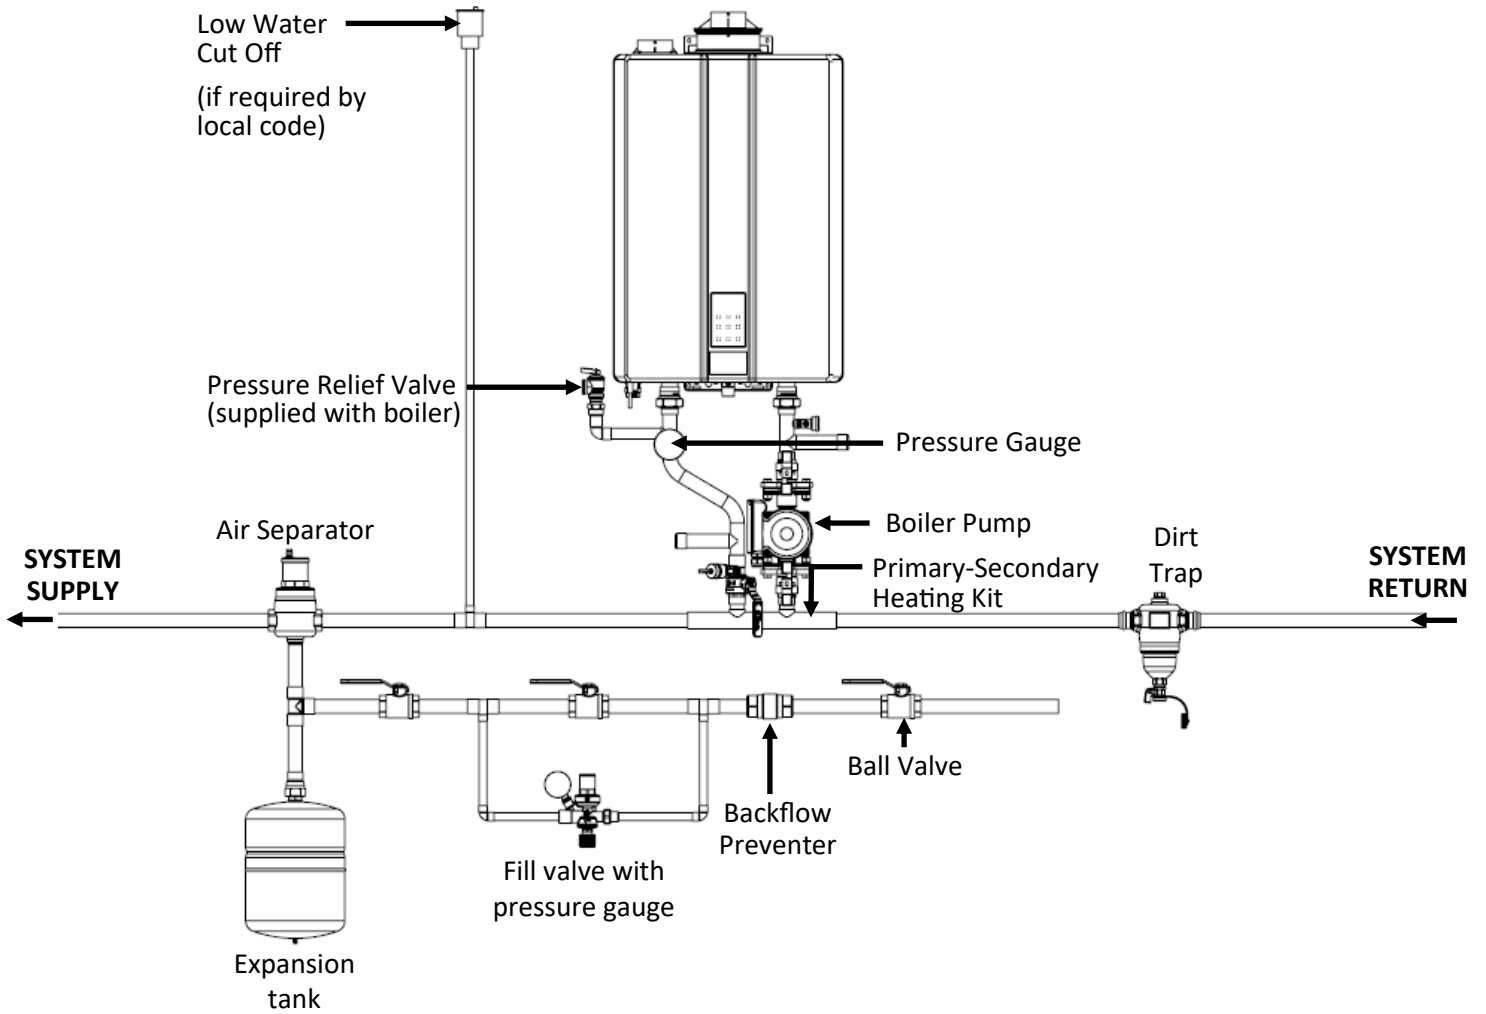 Low Water
Cut Off
(if required by
local code)
Pressure Relief Valve
(supplied with boiler)
Pressure Gauge
Boiler Pump
Primary-Secondary
Heating Kit
Air Separator
SYSTEM
SUPPLY
Dirt
Trap
SYSTEM
RETURN
Ball Valve
Backflow
Preventer
Fill valve with
pressure gauge
Expansion
tank